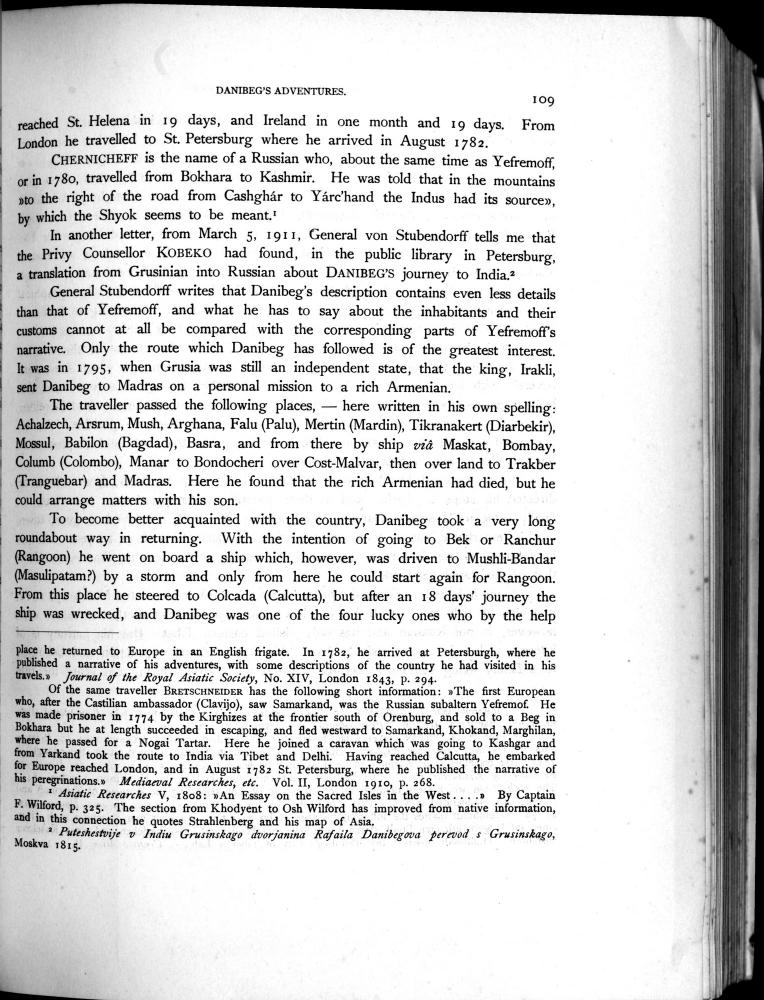 DANIBEG'S ADVENTURES.
109
reached St. Helena in 19 days, and Ireland in one month and 19 days. From
London he travelled to St. Petersburg where he arrived in August 1782.
CHERNICHEFF is the name of a Russian who, about the same time as Yefremoff,
or in 1780, travelled from Bokhara to Kashmir. He was told that in the mountains
»to the right of the road from Cashghár to Yárc'hand the Indus had its source»,
by which the Shyok seems to be meant.¹
In another letter, from March 5, 1911, General von Stubendorff tells me that
the Privy Counsellor KOBEKO had found, in the public library in Petersburg,
a translation from Grusinian into Russian about DANIBEG'S journey to India.²
General Stubendorff writes that Danibeg's description contains even less details
than that of Yefremoff, and what he has to say about the inhabitants and their
customs cannot at all be compared with the corresponding parts of Yefremoff's
narrative. Only the route which Danibeg has followed is of the greatest interest.
It was in 1795, when Grusia was still an independent state, that the king, Irakli,
sent Danibeg to Madras on a personal mission to a rich Armenian.
The traveller passed the following places, — here written in his own spelling:
Achalzech, Arsrum, Mush, Arghana, Falu (Palu), Mertin (Mardin), Tikranakert (Diarbekir),
Mossul, Babilon (Bagdad), Basra, and from there by ship viâ Maskat, Bombay,
Columb (Colombo), Manar to Bondocheri over Cost-Malvar, then over land to Trakber
(Tranguebar) and Madras. Here he found that the rich Armenian had died, but he
could arrange matters with his son.
To become better acquainted with the country, Danibeg took a very long
roundabout way in returning. With the intention of going to Bek or Ranchur
(Rangoon) he went on board a ship which, however, was driven to Mushli-Bandar
(Masulipatam?) by a storm and only from here he could start again for Rangoon.
From this place he steered to Colcada (Calcutta), but after an 18 days' journey the
ship was wrecked, and Danibeg was one of the four lucky ones who by the help
place he returned to Europe in an English frigate. In 1782, he arrived at Petersburgh, where he
published a narrative of his adventures, with some descriptions of the country he had visited in his
travels.» Journal of the Royal Asiatic Society, No. XIV, London 1843, p. 294.
Of the same traveller BRETSCHNEIDER has the following short information: »The first European
who, after the Castilian ambassador (Clavijo), saw Samarkand, was the Russian subaltern Yefremof. He
was made prisoner in 1774 by the Kirghizes at the frontier south of Orenburg, and sold to a Beg in
Bokhara but he at length succeeded in escaping, and fled westward to Samarkand, Khokand, Marghilan,
where he passed for a Nogai Tartar. Here he joined a caravan which was going to Kashgar and
from Yarkand took the route to India via Tibet and Delhi. Having reached Calcutta, he embarked
for Europe reached London, and in August 1782 St. Petersburg, where he published the narrative of
his peregrinations.» Mediaeval Researches, etc. Vol. II, London 1910, p. 268.
¹ Asiatic Researches V, 1808: »An Essay on the Sacred Isles in the West. . . .» By Captain
F. Wilford, p. 325. The section from Khodyent to Osh Wilford has improved from native information,
and in this connection he quotes Strahlenberg and his map of Asia.
² Puteshestvije v Indiu Grusinskago dvorjanina Rafaila Danibegova perevod s Grusinskago,
Moskva 1815.